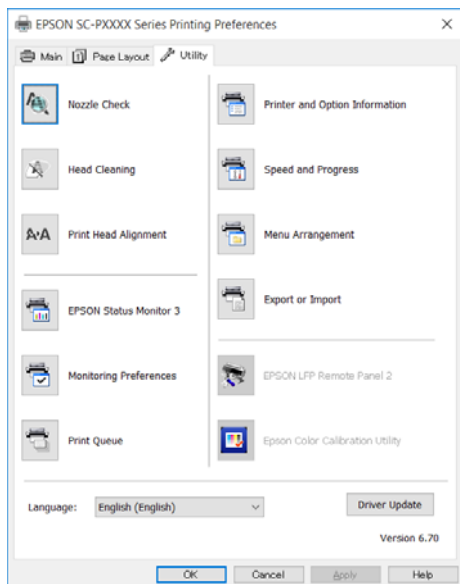 EPSON SC-PXXXX Series Printing Preferences
Main
Page Layout
Utility
Nozzle Check
Printer and Option Information
Head Cleaning
Speed and Progress
Print Head Alignment
Menu Arrangement
EPSON Status Monitor 3
Export or Import
Monitoring Preferences
EPSON LFP Remote Panel 2
Print Queue
Epson Color Calibration Utility
Language:
English (English)
Driver Update
Version 6.70
OK
Cancel
Apply
Help